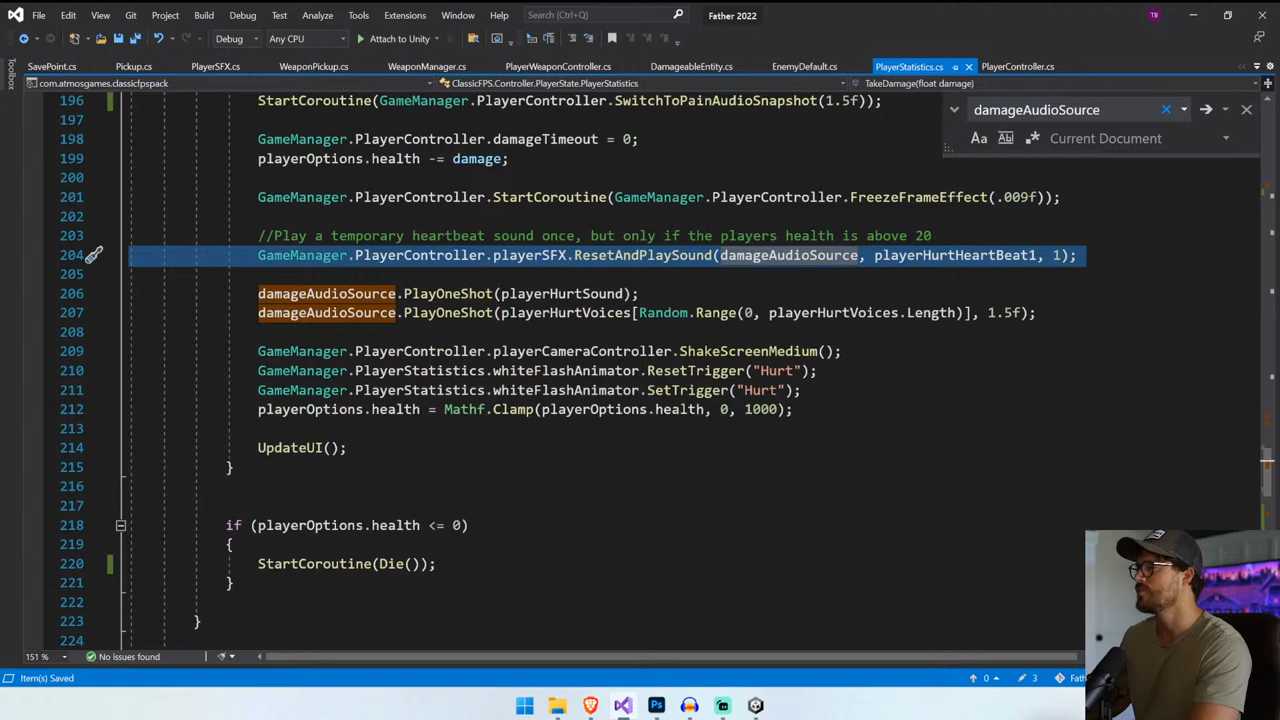 File Edit View Git Project Build Debug Test Analyze Tools Extensions Window Help Search (Ctrl+Q) Father 2022 TB
Debug Any CPU Attach to Unity
SavePoint.cs Pickup.cs PlayerSFX.cs WeaponPickup.cs WeaponManager.cs PlayerWeaponController.cs DamageableEntity.cs EnemyDefault.cs PlayerStatistics.cs PlayerController.cs
Toolbox
com.atmosgames.classicfpspack ClassicFPS.Controller.PlayerState.PlayerStatistics TakeDamage(float damage)
damageAudioSource
Aa Ab Current Document
196 StartCoroutine(GameManager.PlayerController.SwitchToPainAudioSnapshot(1.5f));
197
198 GameManager.PlayerController.damageTimeout = 0;
199 playerOptions.health -= damage;
200
201 GameManager.PlayerController.StartCoroutine(GameManager.PlayerController.FreezeFrameEffect(.009f));
202
203 //Play a temporary heartbeat sound once, but only if the players health is above 20
204 GameManager.PlayerController.playerSFX.ResetAndPlaySound(damageAudioSource, playerHurtHeartBeat1, 1);
205
206 damageAudioSource.PlayOneShot(playerHurtSound);
207 damageAudioSource.PlayOneShot(playerHurtVoices[Random.Range(0, playerHurtVoices.Length)], 1.5f);
208
209 GameManager.PlayerController.playerCameraController.ShakeScreenMedium();
210 GameManager.PlayerStatistics.whiteFlashAnimator.ResetTrigger("Hurt");
211 GameManager.PlayerStatistics.whiteFlashAnimator.SetTrigger("Hurt");
212 playerOptions.health = Mathf.Clamp(playerOptions.health, 0, 1000);
213
214 UpdateUI();
215 }
216
217
218 if (playerOptions.health <= 0)
219 {
220 StartCoroutine(Die());
221 }
222
223 }
224
151 % No issues found
Item(s) Saved 0 3 Fath
Ps